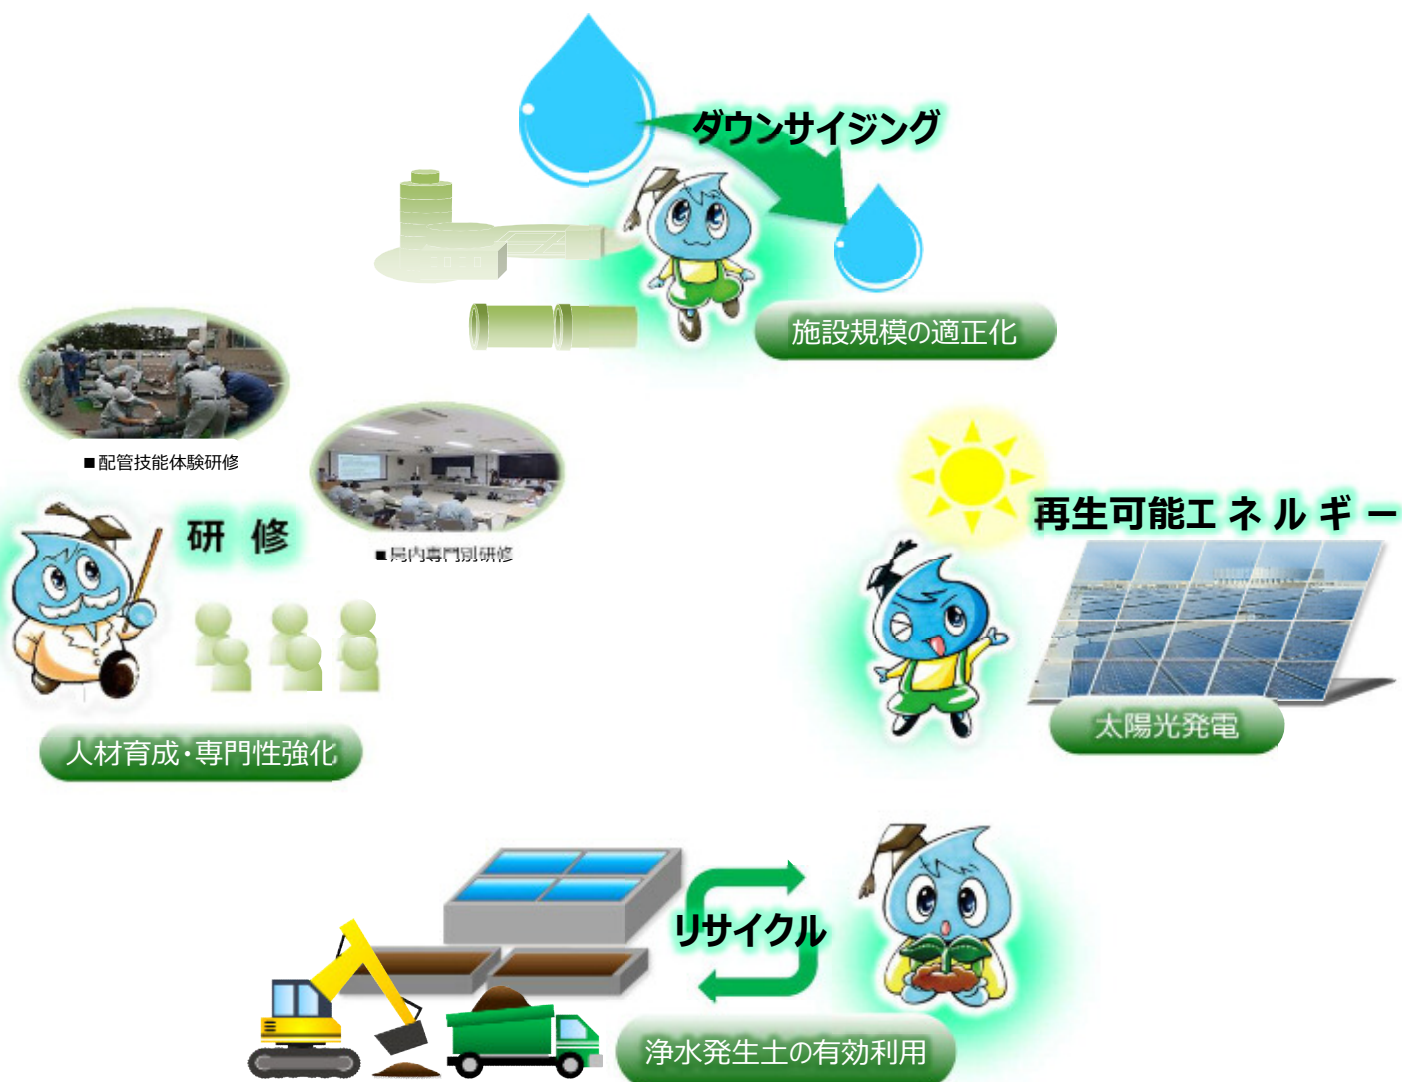 ダウンサイジング
施設規模の適正化
■配管技能体験研修
■局内専門別研修
研修
人材育成・専門性強化
再生可能エネルギー
太陽光発電
リサイクル
浄水発生土の有効利用